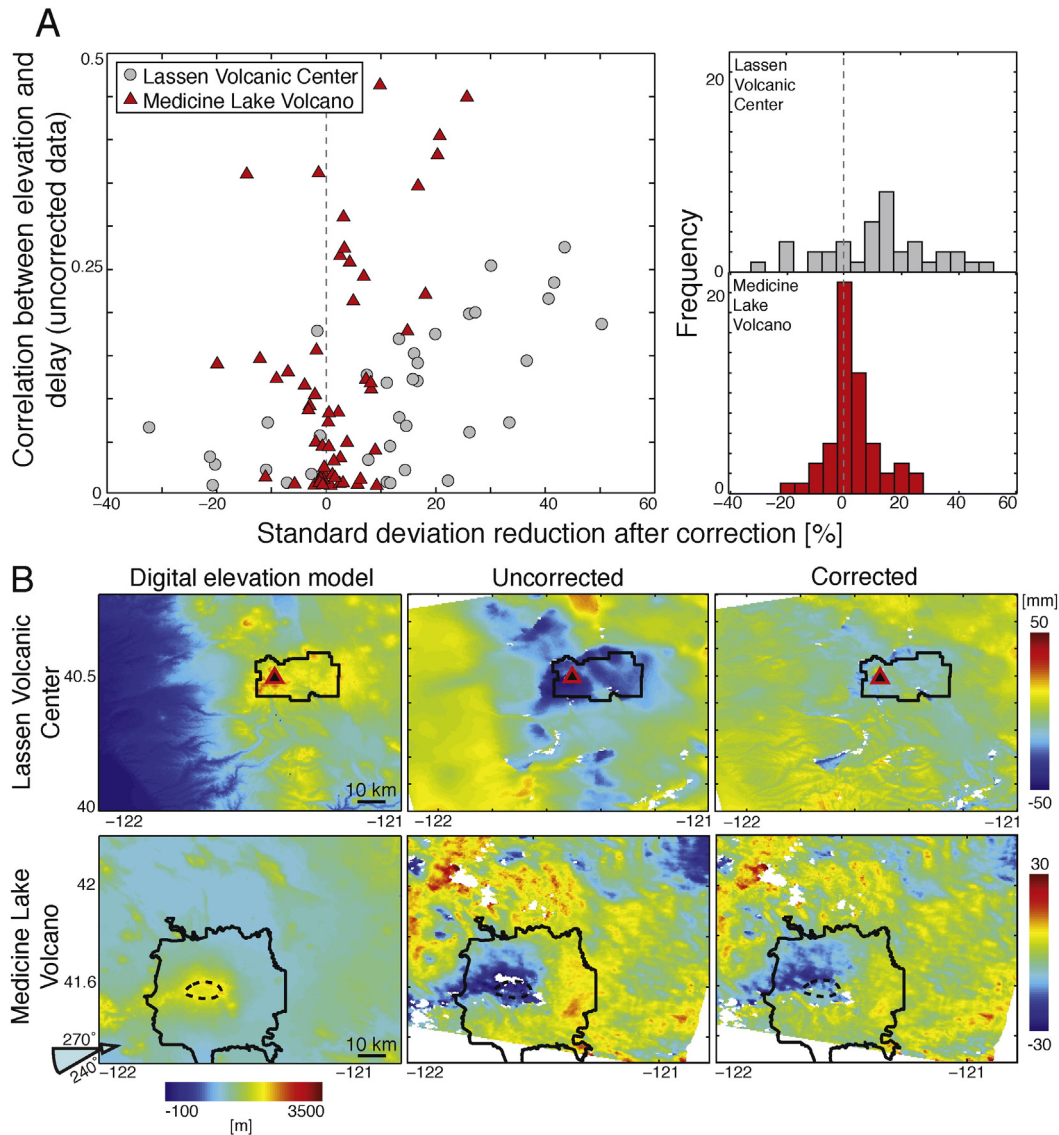 A
Correlation between elevation and
delay (uncorrected data)
0.5
0.25
0
Lassen Volcanic Center
Medicine Lake Volcano
−40 −20 0 20 40 60
Standard deviation reduction after correction [%]
Frequency
20
Lassen
Volcanic
Center
0
20
Medicine
Lake
Volcano
0
−40 −20 0 20 40 60
B
Digital elevation model
Uncorrected
Corrected
Lassen Volcanic
Center
40.5
40
10 km
−122 −121
−122 −121
−122 −121
[mm]
50
-50
Medicine Lake
Volcano
42
41.6
270°
240°
10 km
−122 −121
−122 −121
−122 −121
30
-30
-100 3500
[m]